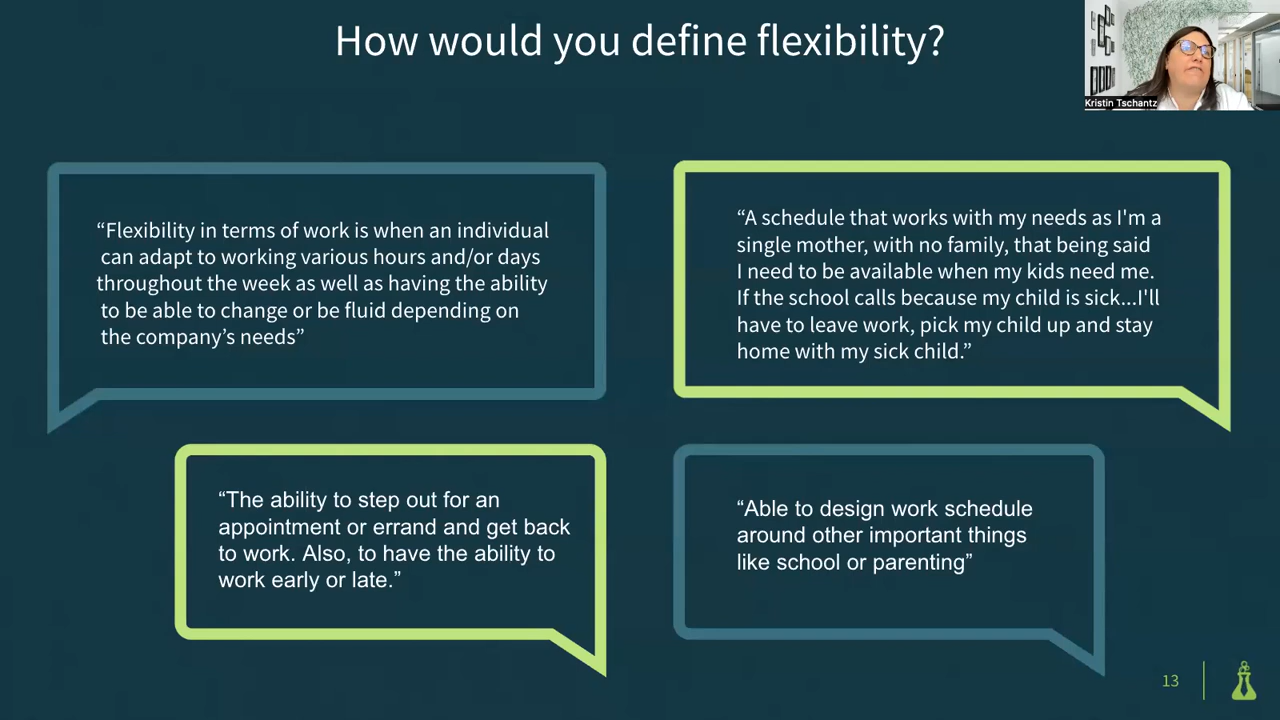 How would you define flexibility?
Kristin Tschantz
“Flexibility in terms of work is when an individual
can adapt to working various hours and/or days
throughout the week as well as having the ability
to be able to change or be fluid depending on
the company’s needs”
“A schedule that works with my needs as I'm a
single mother, with no family, that being said
I need to be available when my kids need me.
If the school calls because my child is sick...I'll
have to leave work, pick my child up and stay
home with my sick child.”
“The ability to step out for an
appointment or errand and get back
to work. Also, to have the ability to
work early or late.”
“Able to design work schedule
around other important things
like school or parenting”
13